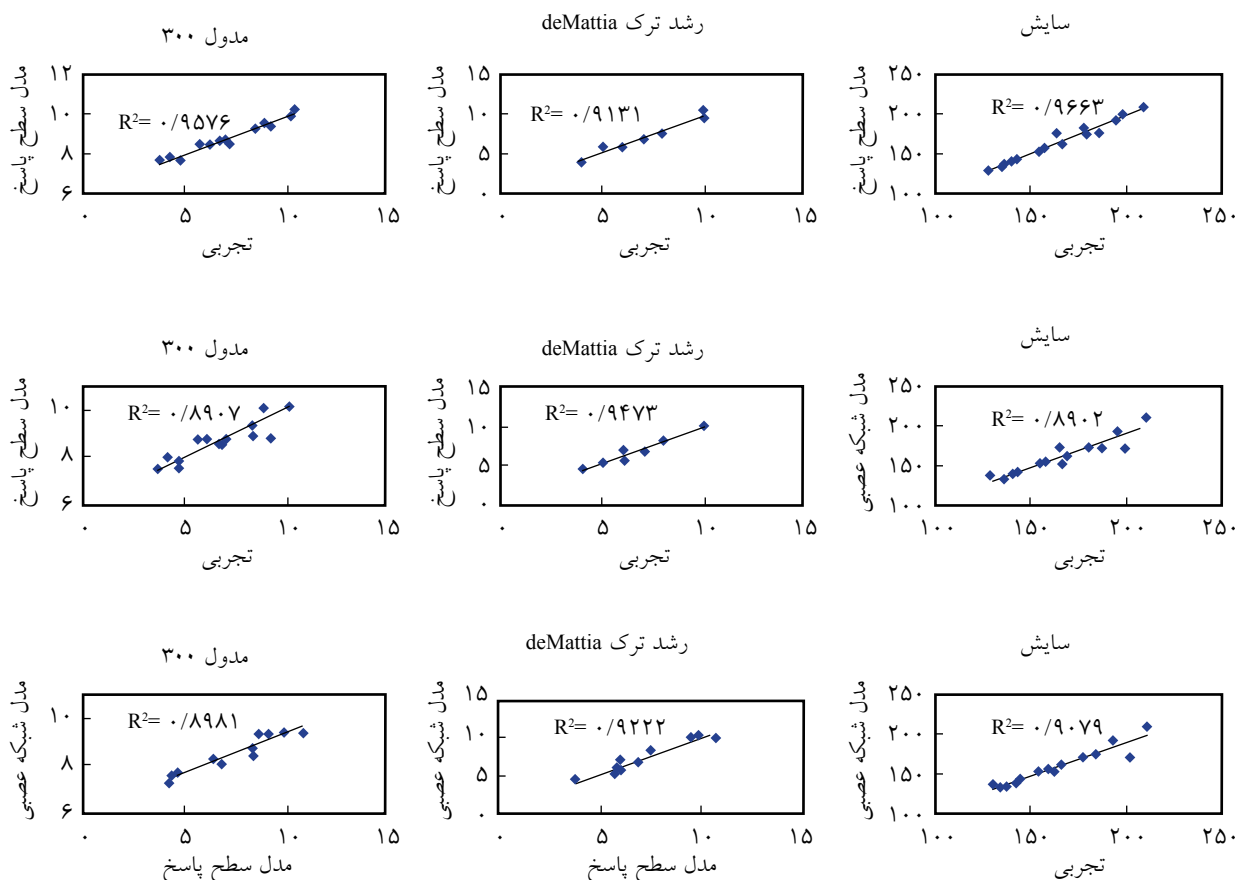 مدول ۳۰۰
مدل سطح پاسخ
۱۲
۱۰
۸
۶
R²= ۰/۹۵۷۶
۰ ۵ ۱۰ ۱۵
تجربی
رشد ترک deMattia
مدل سطح پاسخ
۱۵
۱۰
۵
۰
R²= ۰/۹۱۳۱
۰ ۵ ۱۰ ۱۵
تجربی
سایش
مدل سطح پاسخ
۲۵۰
۲۰۰
۱۵۰
۱۰۰
R²= ۰/۹۶۶۳
۱۰۰ ۱۵۰ ۲۰۰ ۲۵۰
تجربی
مدول ۳۰۰
مدل سطح پاسخ
۱۰
۸
۶
R²= ۰/۸۹۰۷
۰ ۵ ۱۰ ۱۵
تجربی
رشد ترک deMattia
مدل سطح پاسخ
۱۵
۱۰
۵
۰
R²= ۰/۹۴۷۳
۰ ۵ ۱۰ ۱۵
تجربی
سایش
مدل شبکه عصبی
۲۵۰
۲۰۰
۱۵۰
۱۰۰
R²= ۰/۸۹۰۲
۱۰۰ ۱۵۰ ۲۰۰ ۲۵۰
تجربی
مدول ۳۰۰
مدل شبکه عصبی
۱۰
۸
۶
R²= ۰/۸۹۸۱
۰ ۵ ۱۰ ۱۵
مدل سطح پاسخ
رشد ترک deMattia
مدل شبکه عصبی
۱۵
۱۰
۵
۰
R²= ۰/۹۲۲۲
۰ ۵ ۱۰ ۱۵
مدل سطح پاسخ
سایش
مدل شبکه عصبی
۲۵۰
۲۰۰
۱۵۰
۱۰۰
R²= ۰/۹۰۷۹
۱۰۰ ۱۵۰ ۲۰۰ ۲۵۰
تجربی